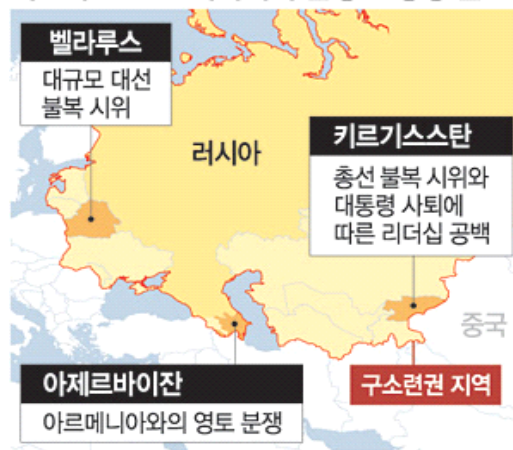 벨라루스
대규모 대선
불복 시위
러시아
키르기스스탄
총선 불복 시위와
대통령 사퇴에
따른 리더십 공백
중국
아제르바이잔
아르메니아와의 영토 분쟁
구소련권 지역